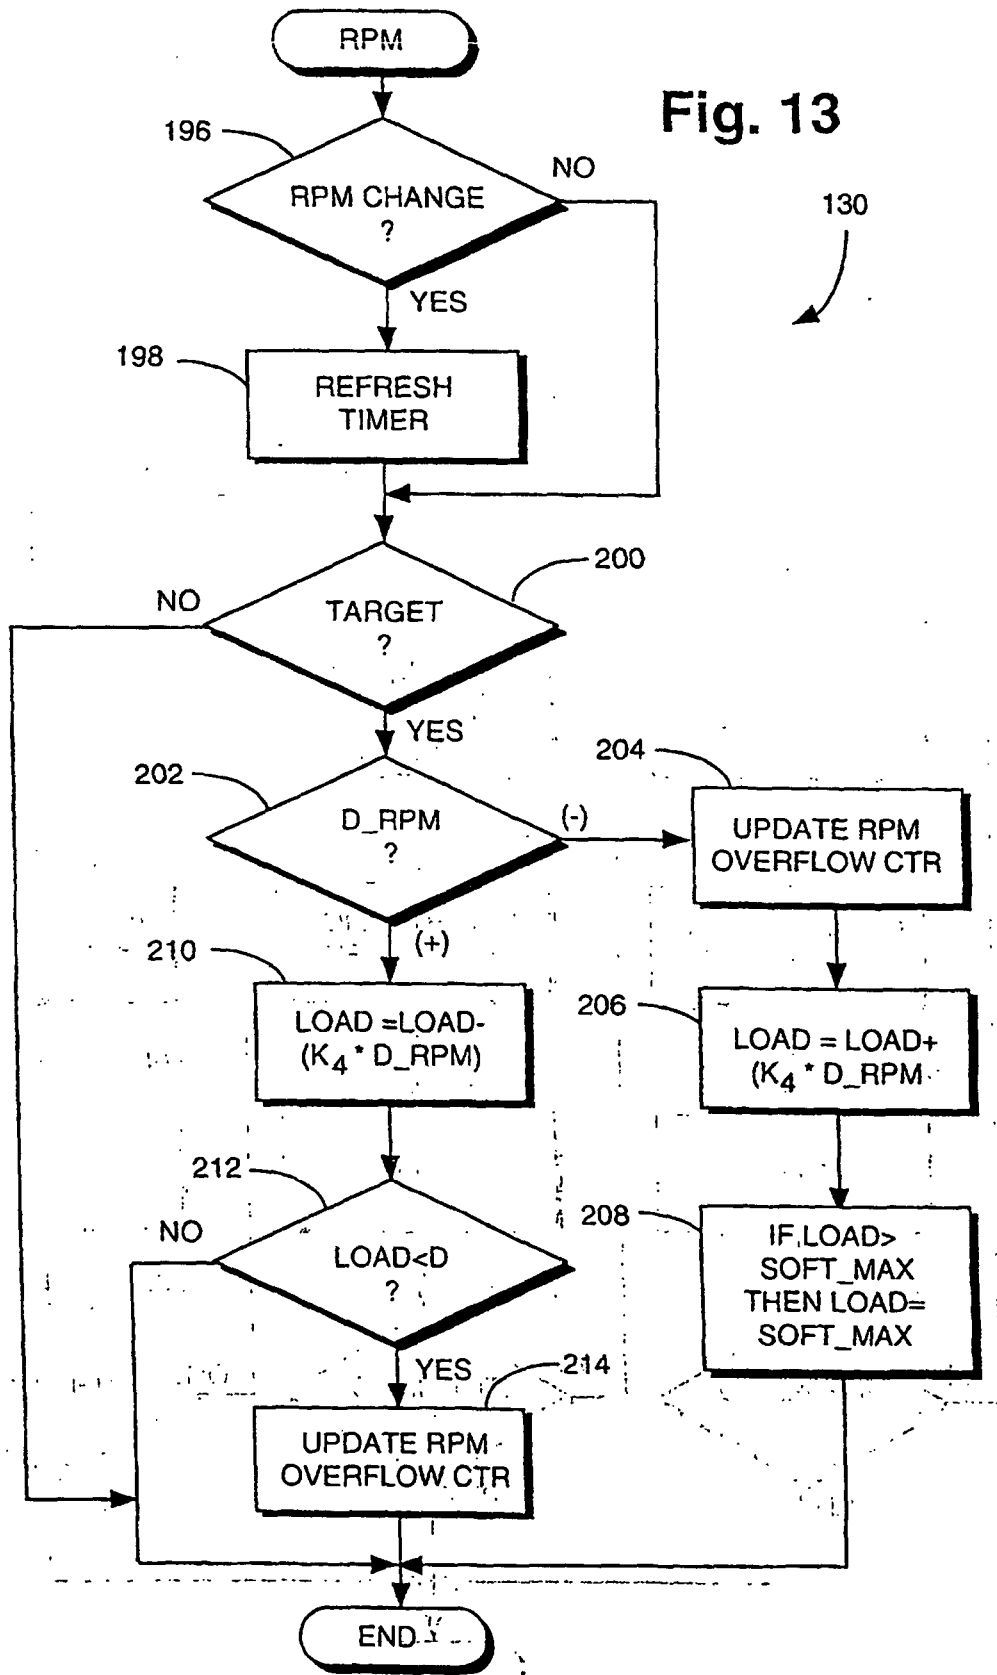 RPM
Fig. 13
196
RPM CHANGE
?
NO
130
YES
198
REFRESH
TIMER
200
NO
TARGET
?
YES
202
D_RPM
?
(-)
204
UPDATE RPM
OVERFLOW CTR
(+)
210
LOAD =LOAD-
(K4 * D_RPM)
206
LOAD = LOAD+
(K4 * D_RPM
212
NO
LOAD<D
?
208
IF LOAD>
SOFT_MAX
THEN LOAD=
SOFT_MAX
YES
214
UPDATE RPM
OVERFLOW CTR
END